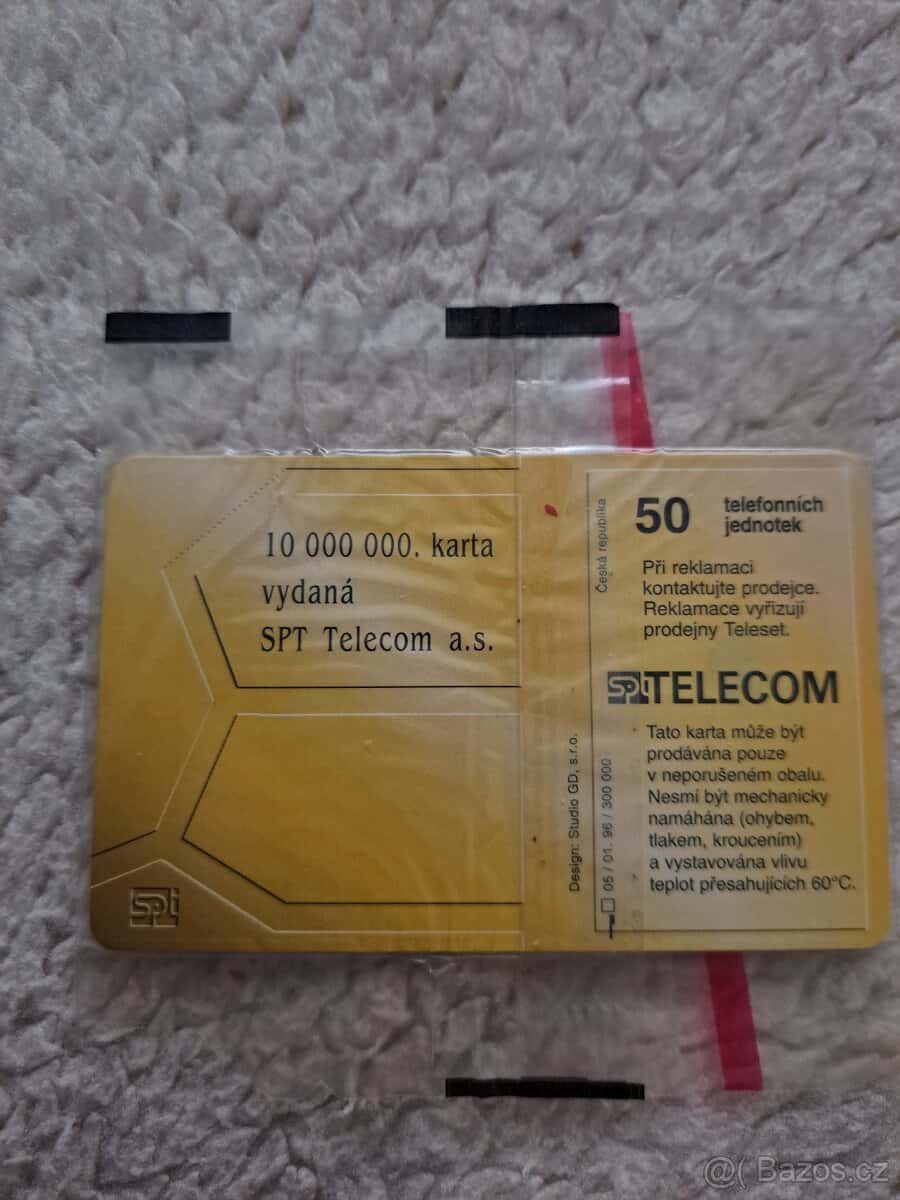 10 000 000. karta
vydaná
SPT Telecom a.s.
spt
Design: Studio GD, s.r.o.
Česká republika
05 / 01. 96 / 300 000
50 telefonních
jednotek
Při reklamaci
kontaktujte prodejce.
Reklamace vyřizují
prodejny Teleset.
spt TELECOM
Tato karta může být
prodávána pouze
v neporušeném obalu.
Nesmí být mechanicky
namáhána (ohybem,
tlakem, kroucením)
a vystavována vlivu
teplot přesahujících 60°C.
@( Bazos.cz